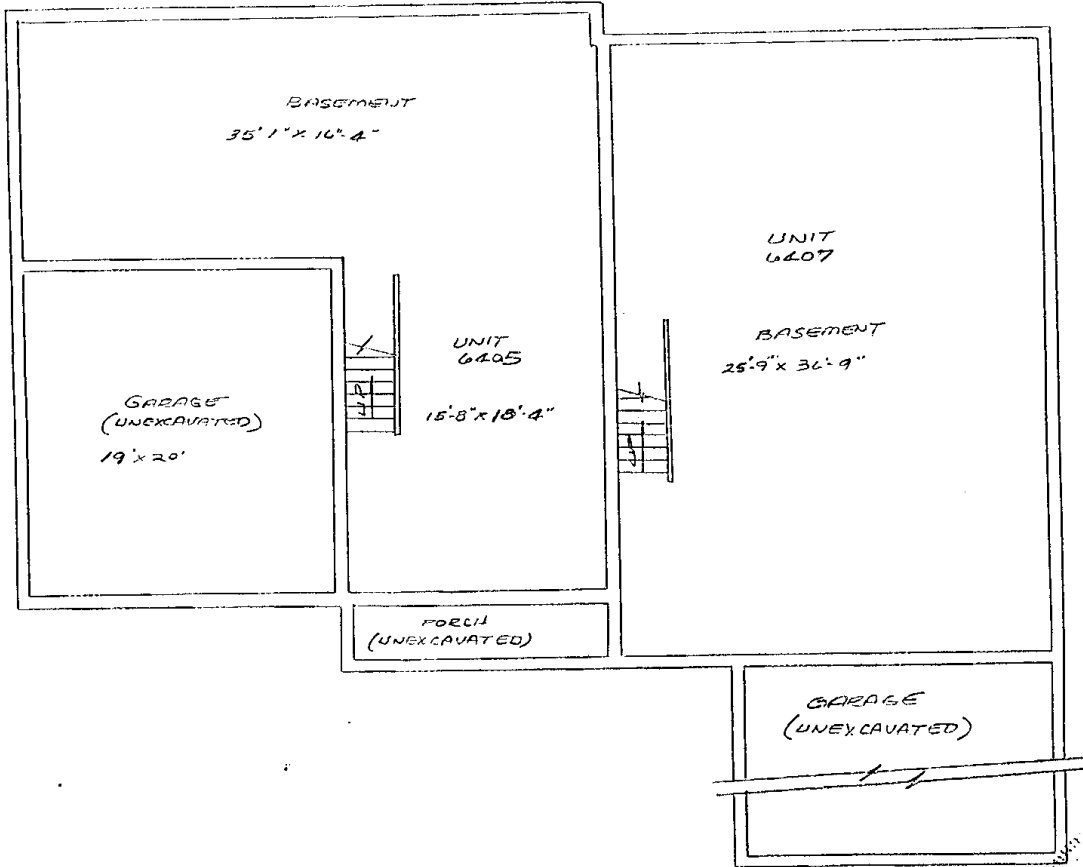 BASEMENT
35' 1" x 16'-4"
UNIT
6407
BASEMENT
25'-9" x 36'-9"
UNIT
6405
15'-8" x 18'-4"
UP
UP
GARAGE
(UNEXCAVATED)
19' x 20'
PORCH
(UNEXCAVATED)
GARAGE
(UNEXCAVATED)